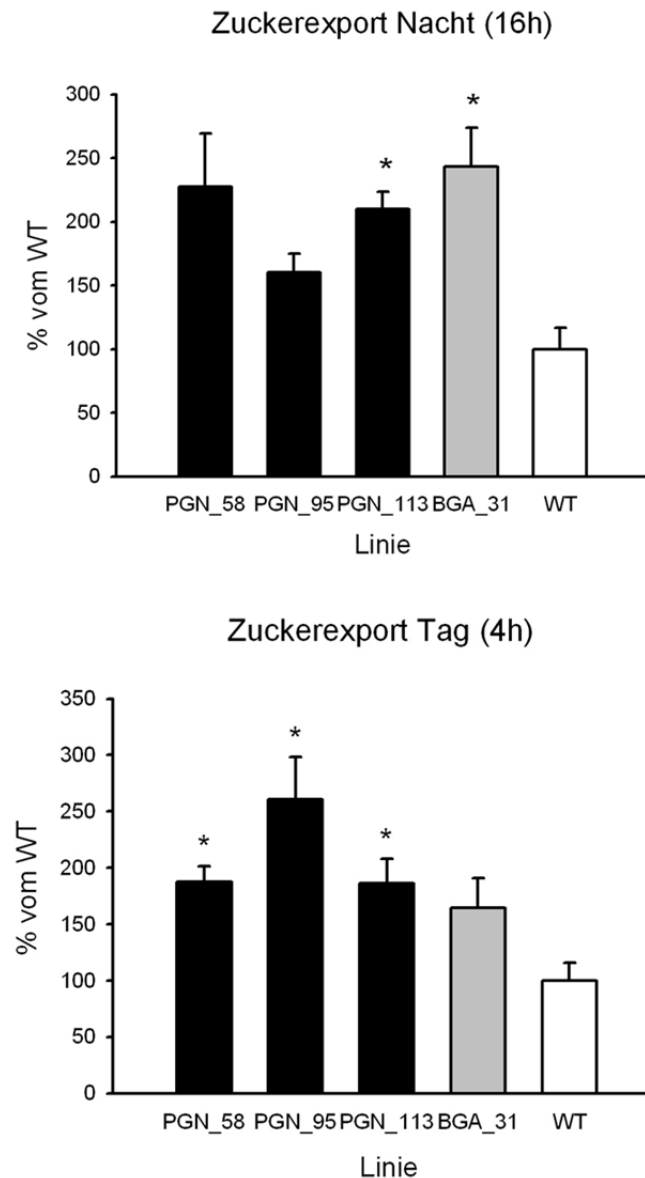 Zuckerexport Nacht (16h)
300
250
200
150
100
50
0
% vom WT
*
*
PGN_58 PGN_95 PGN_113 BGA_31 WT
Linie
Zuckerexport Tag (4h)
350
300
250
200
150
100
50
0
% vom WT
*
*
*
PGN_58 PGN_95 PGN_113 BGA_31 WT
Linie